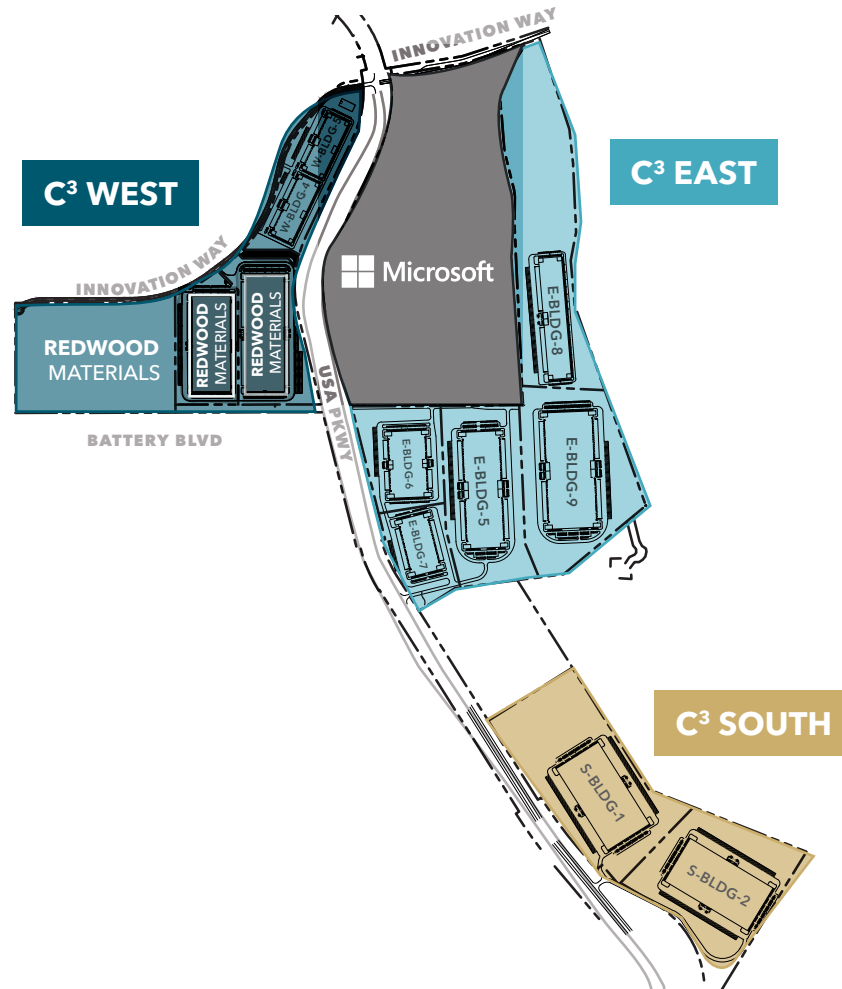 INNOVATION WAY
W-BLDG-5
W-BLDG-4
C³ WEST
C³ EAST
INNOVATION WAY
Microsoft
E-BLDG-8
REDWOOD
MATERIALS
REDWOOD
MATERIALS
REDWOOD
MATERIALS
USA PKWY
BATTERY BLVD
E-BLDG-6
E-BLDG-5
E-BLDG-9
E-BLDG-7
C³ SOUTH
S-BLDG-1
S-BLDG-2